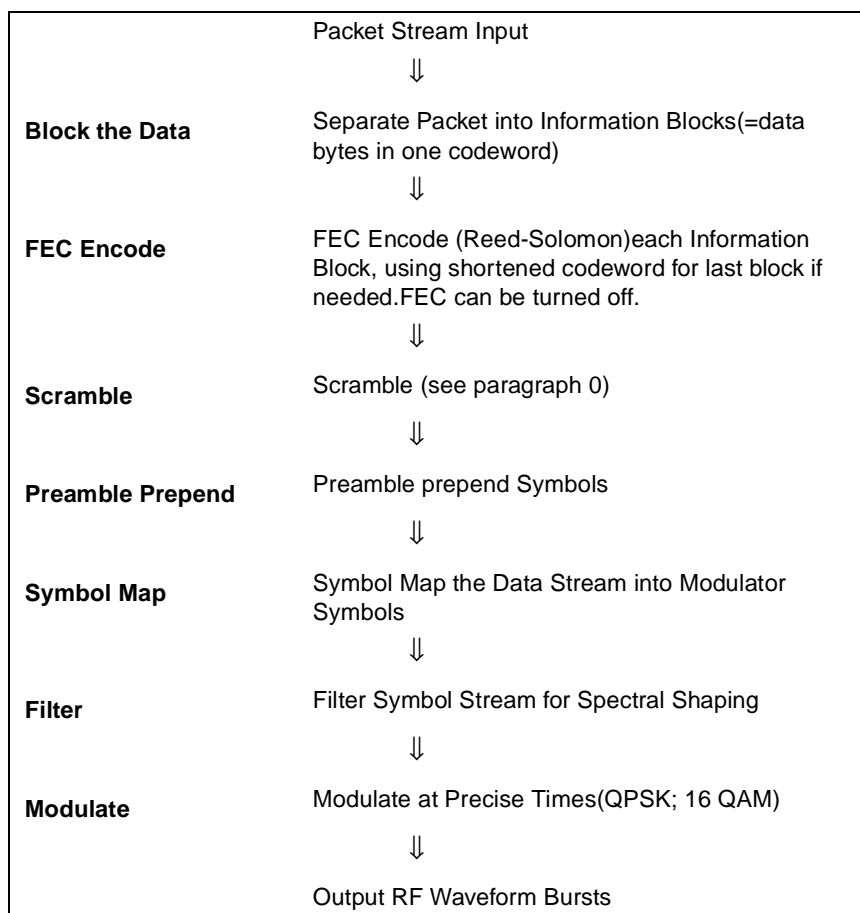 Packet Stream Input
⇓
Block the Data
Separate Packet into Information Blocks(=data
bytes in one codeword)
⇓
FEC Encode
FEC Encode (Reed-Solomon)each Information
Block, using shortened codeword for last block if
needed.FEC can be turned off.
⇓
Scramble
Scramble (see paragraph 0)
⇓
Preamble Prepend
Preamble prepend Symbols
⇓
Symbol Map
Symbol Map the Data Stream into Modulator
Symbols
⇓
Filter
Filter Symbol Stream for Spectral Shaping
⇓
Modulate
Modulate at Precise Times(QPSK; 16 QAM)
⇓
Output RF Waveform Bursts